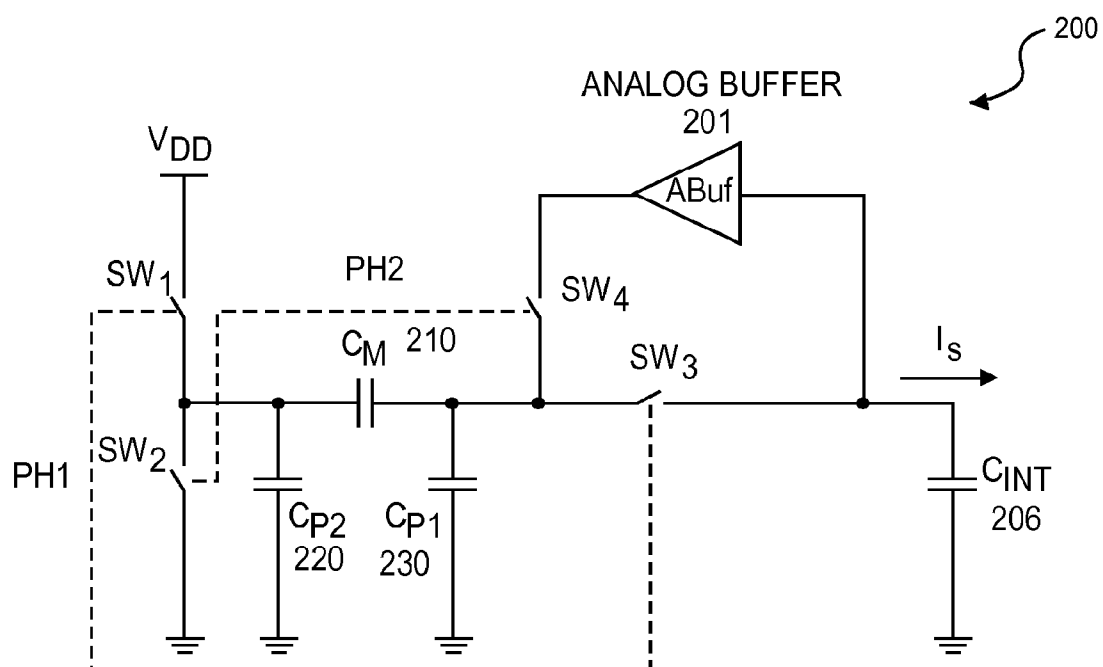 200
ANALOG BUFFER
201
VDD
ABuf
SW1
PH2
SW4
CM 210
SW3
IS
SW2
PH1
CP2
220
CP1
230
CINT
206